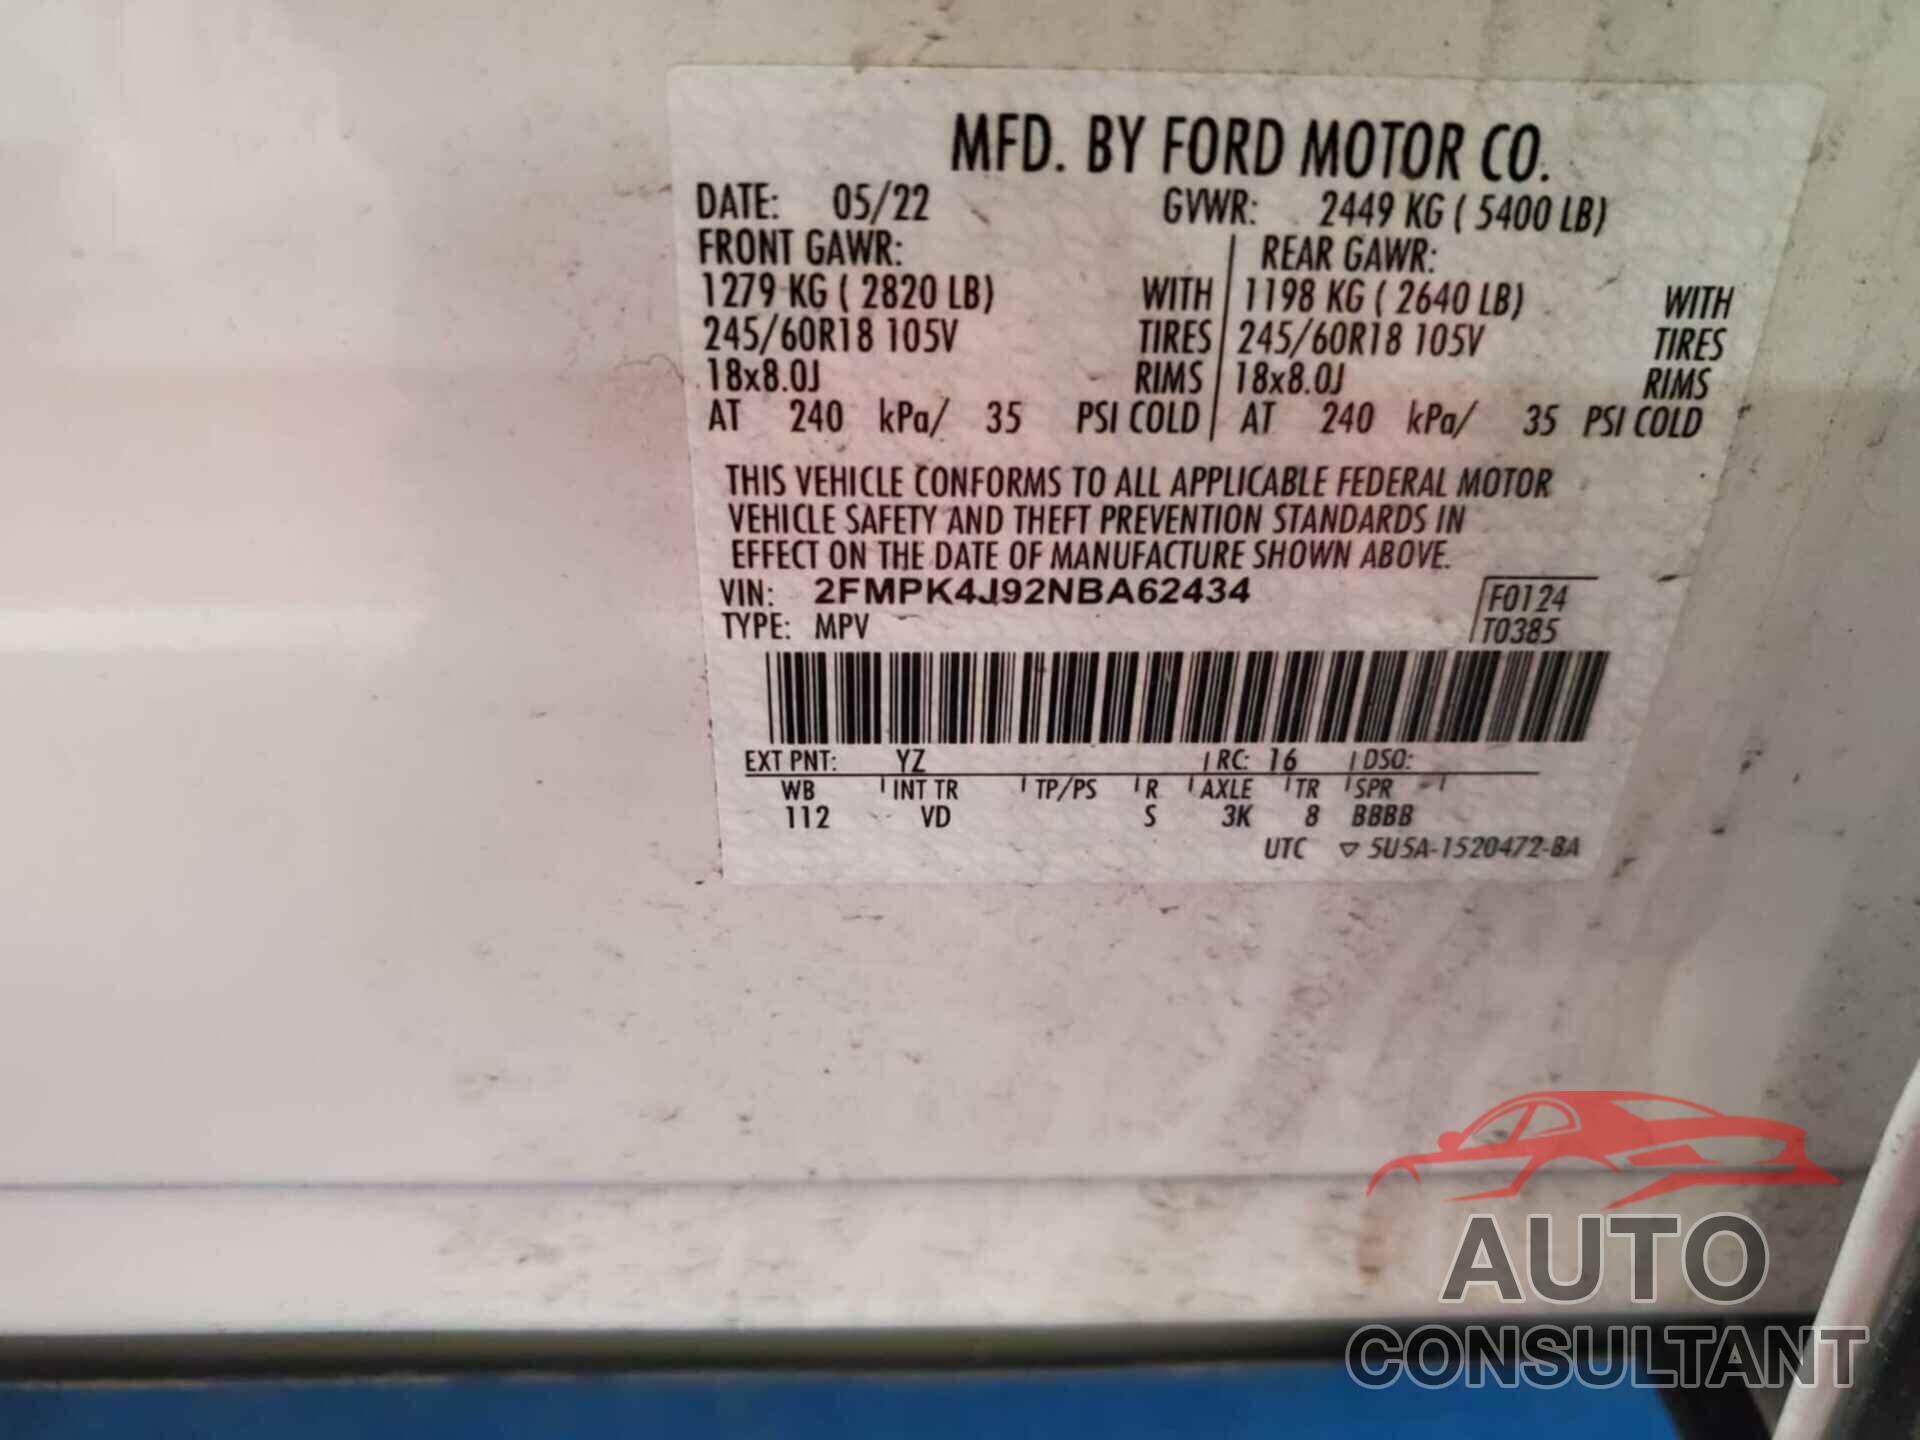 MFD. BY FORD MOTOR CO.
DATE: 05/22 GVWR: 2449 KG ( 5400 LB)
FRONT GAWR: REAR GAWR:
1279 KG ( 2820 LB) WITH 1198 KG ( 2640 LB) WITH
245/60R18 105V TIRES 245/60R18 105V TIRES
18x8.0J RIMS 18x8.0J RIMS
AT 240 kPa/ 35 PSI COLD AT 240 kPa/ 35 PSI COLD
THIS VEHICLE CONFORMS TO ALL APPLICABLE FEDERAL MOTOR
VEHICLE SAFETY AND THEFT PREVENTION STANDARDS IN
EFFECT ON THE DATE OF MANUFACTURE SHOWN ABOVE.
VIN: 2FMPK4J92NBA62434 F0124
TYPE: MPV T0385
EXT PNT: YZ RC: 16 DSO:
WB INT TR TP/PS R AXLE TR SPR
112 VD S 3K 8 BBBB
UTC ▽ 5U5A-1520472-BA
AUTO
CONSULTANT